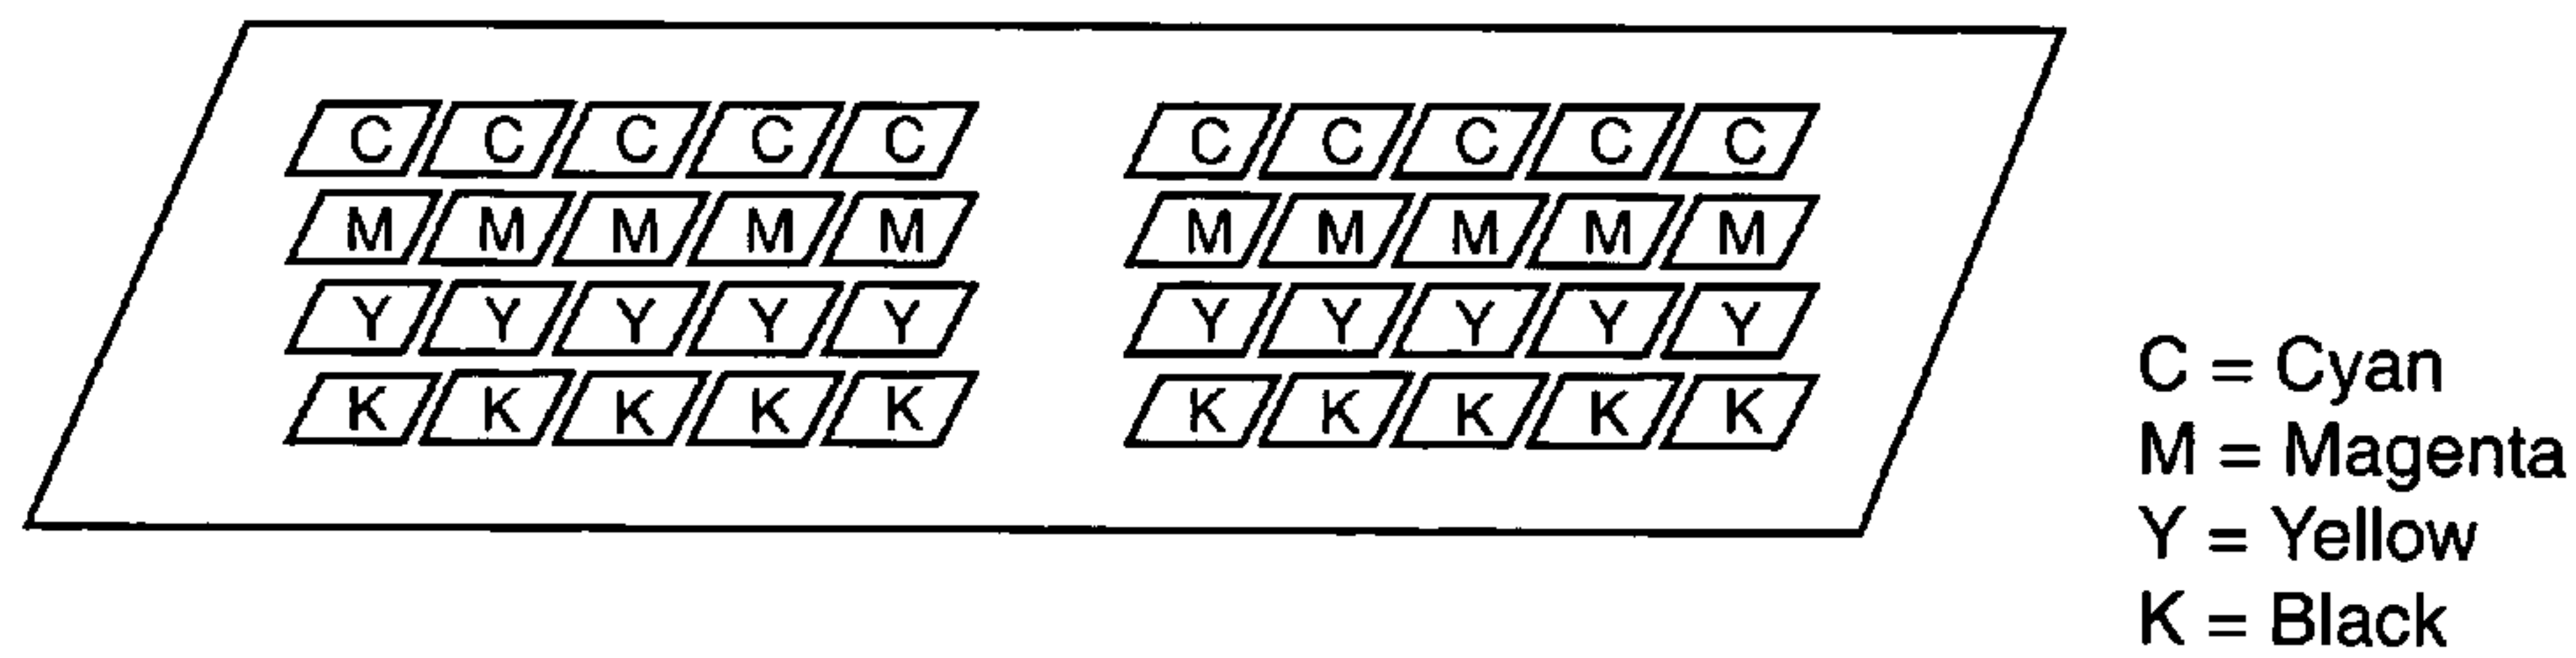 C C C C C C C C C C
M M M M M M M M M M
Y Y Y Y Y Y Y Y Y Y
K K K K K K K K K K
C = Cyan
M = Magenta
Y = Yellow
K = Black